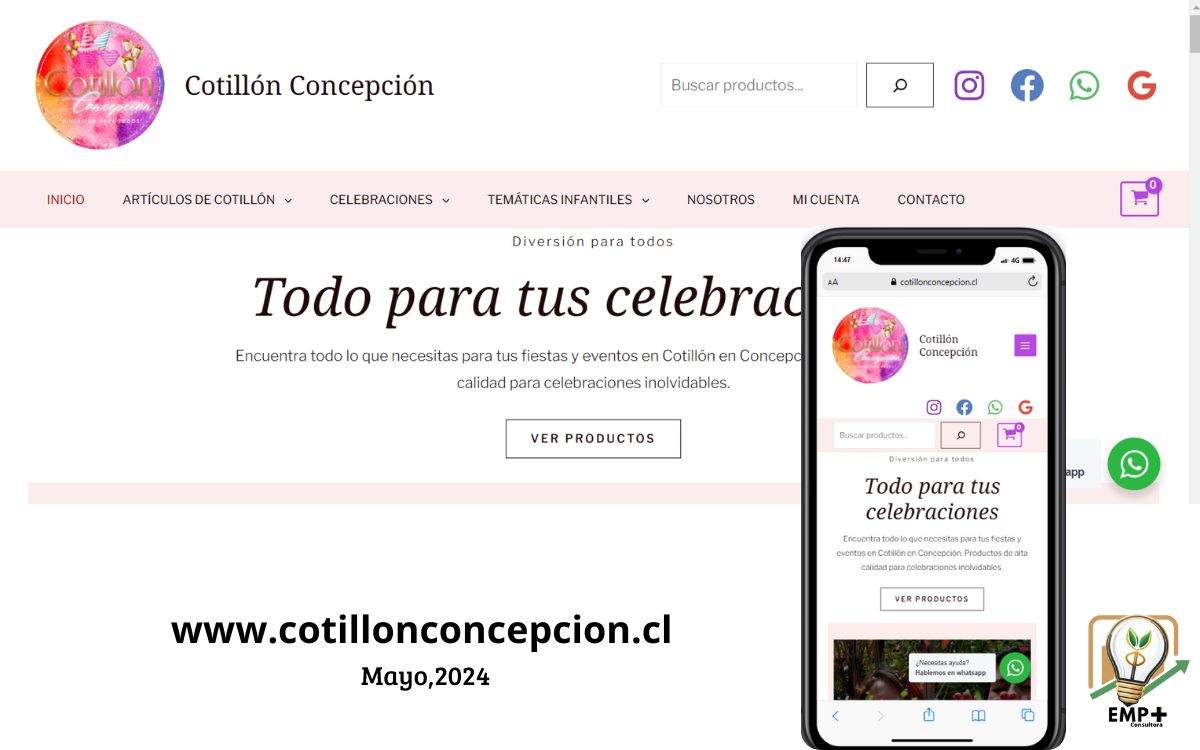 Cotillón
Concepción
"DIVERSIÓN PARA TODOS"
Cotillón Concepción
Buscar productos...
INICIO
ARTÍCULOS DE COTILLÓN
CELEBRACIONES
TEMÁTICAS INFANTILES
NOSOTROS
MI CUENTA
CONTACTO
0
Diversión para todos
Todo para tus celebrac
Encuentra todo lo que necesitas para tus fiestas y eventos en Cotillón en Concepc
calidad para celebraciones inolvidables.
VER PRODUCTOS
app
14:47
4G
AA
cotillonconcepcion.cl
Cotillón
Concepción
Cotillón
Concepción
Buscar productos...
0
Diversión para todos
Todo para tus
celebraciones
Encuentra todo lo que necesitas para tus fiestas y
eventos en Cotillón en Concepción. Productos de alta
calidad para celebraciones inolvidables.
VER PRODUCTOS
¿Necesitas ayuda?
Hablemos en whatsapp
www.cotillonconcepcion.cl
Mayo,2024
EMP+
Consultora